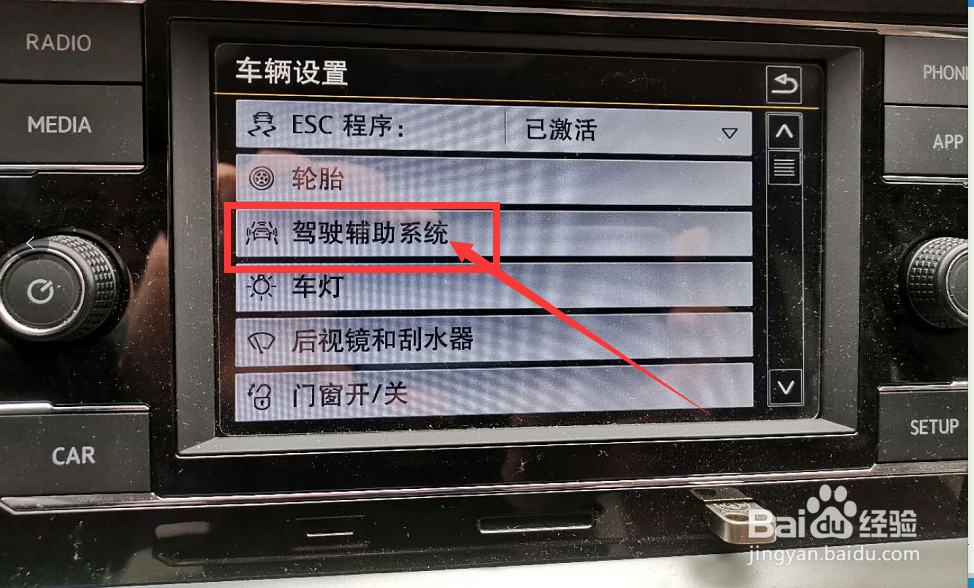 RADIO
MEDIA
CAR
车辆设置
ESC 程序: 已激活
轮胎
驾驶辅助系统
车灯
后视镜和刮水器
门窗开/关
PHON
APP
SETUP
Bai du 经验
jingyan.baidu.com